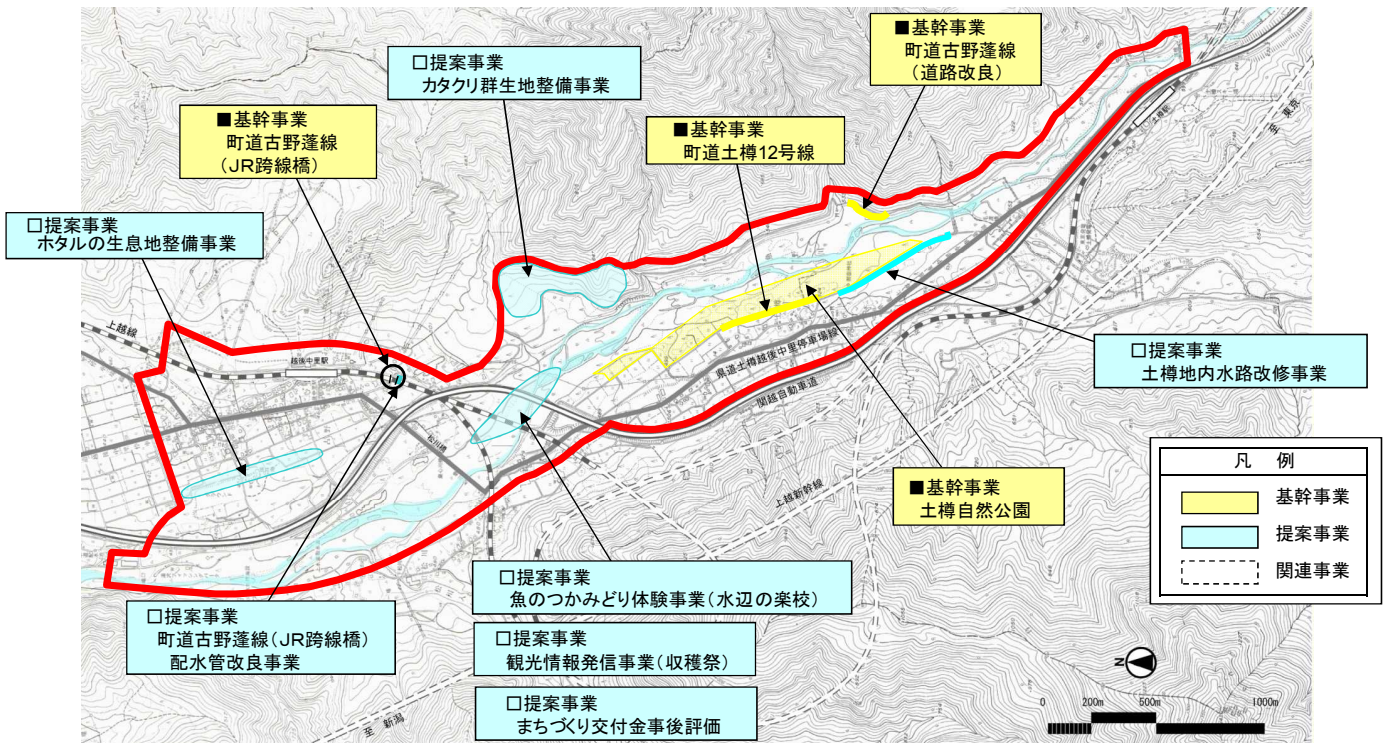 ■基幹事業
町道古野蓬線
(道路改良)
□提案事業
カタクリ群生地整備事業
■基幹事業
町道古野蓬線
(JR跨線橋)
■基幹事業
町道土樽12号線
□提案事業
ホタルの生息地整備事業
土樽駅
至 東京
上越線
越後中里駅
県道土樽越後中里停車場線
関越自動車道
松川橋
上越新幹線
□提案事業
土樽地内水路改修事業
■基幹事業
土樽自然公園
凡 例
基幹事業
提案事業
関連事業
□提案事業
魚のつかみどり体験事業(水辺の楽校)
□提案事業
町道古野蓬線(JR跨線橋)
配水管改良事業
□提案事業
観光情報発信事業(収穫祭)
□提案事業
まちづくり交付金事後評価
至 新潟
N
0 200m 500m 1000m